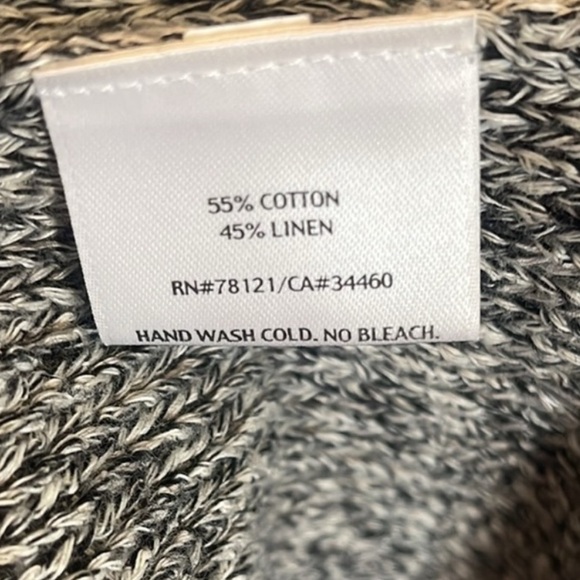 55% COTTON
45% LINEN
RN#78121/CA#34460
HAND WASH COLD. NO BLEACH.